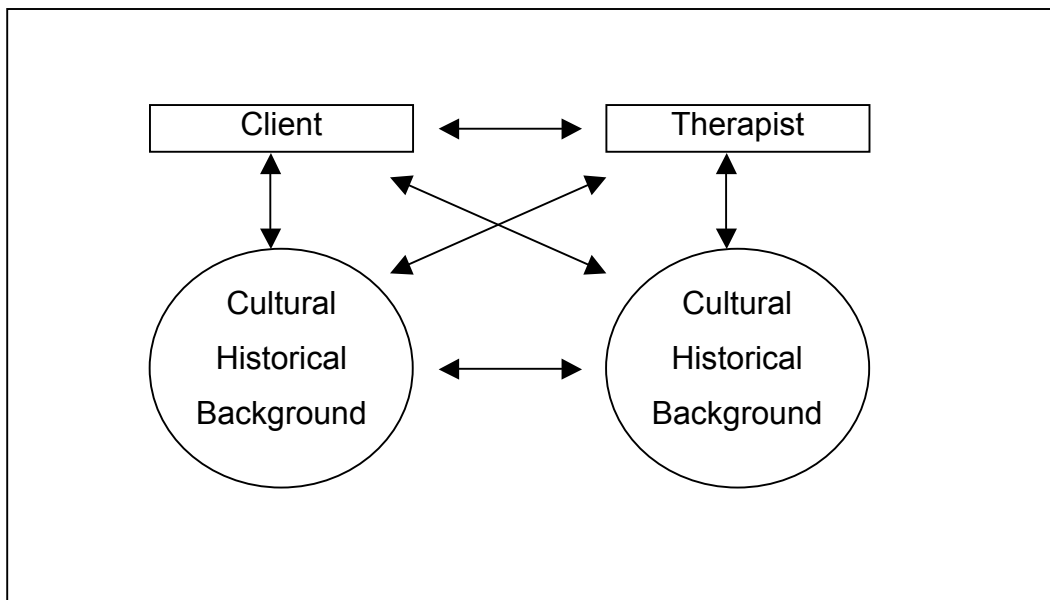 Client
Therapist
Cultural
Historical
Background
Cultural
Historical
Background